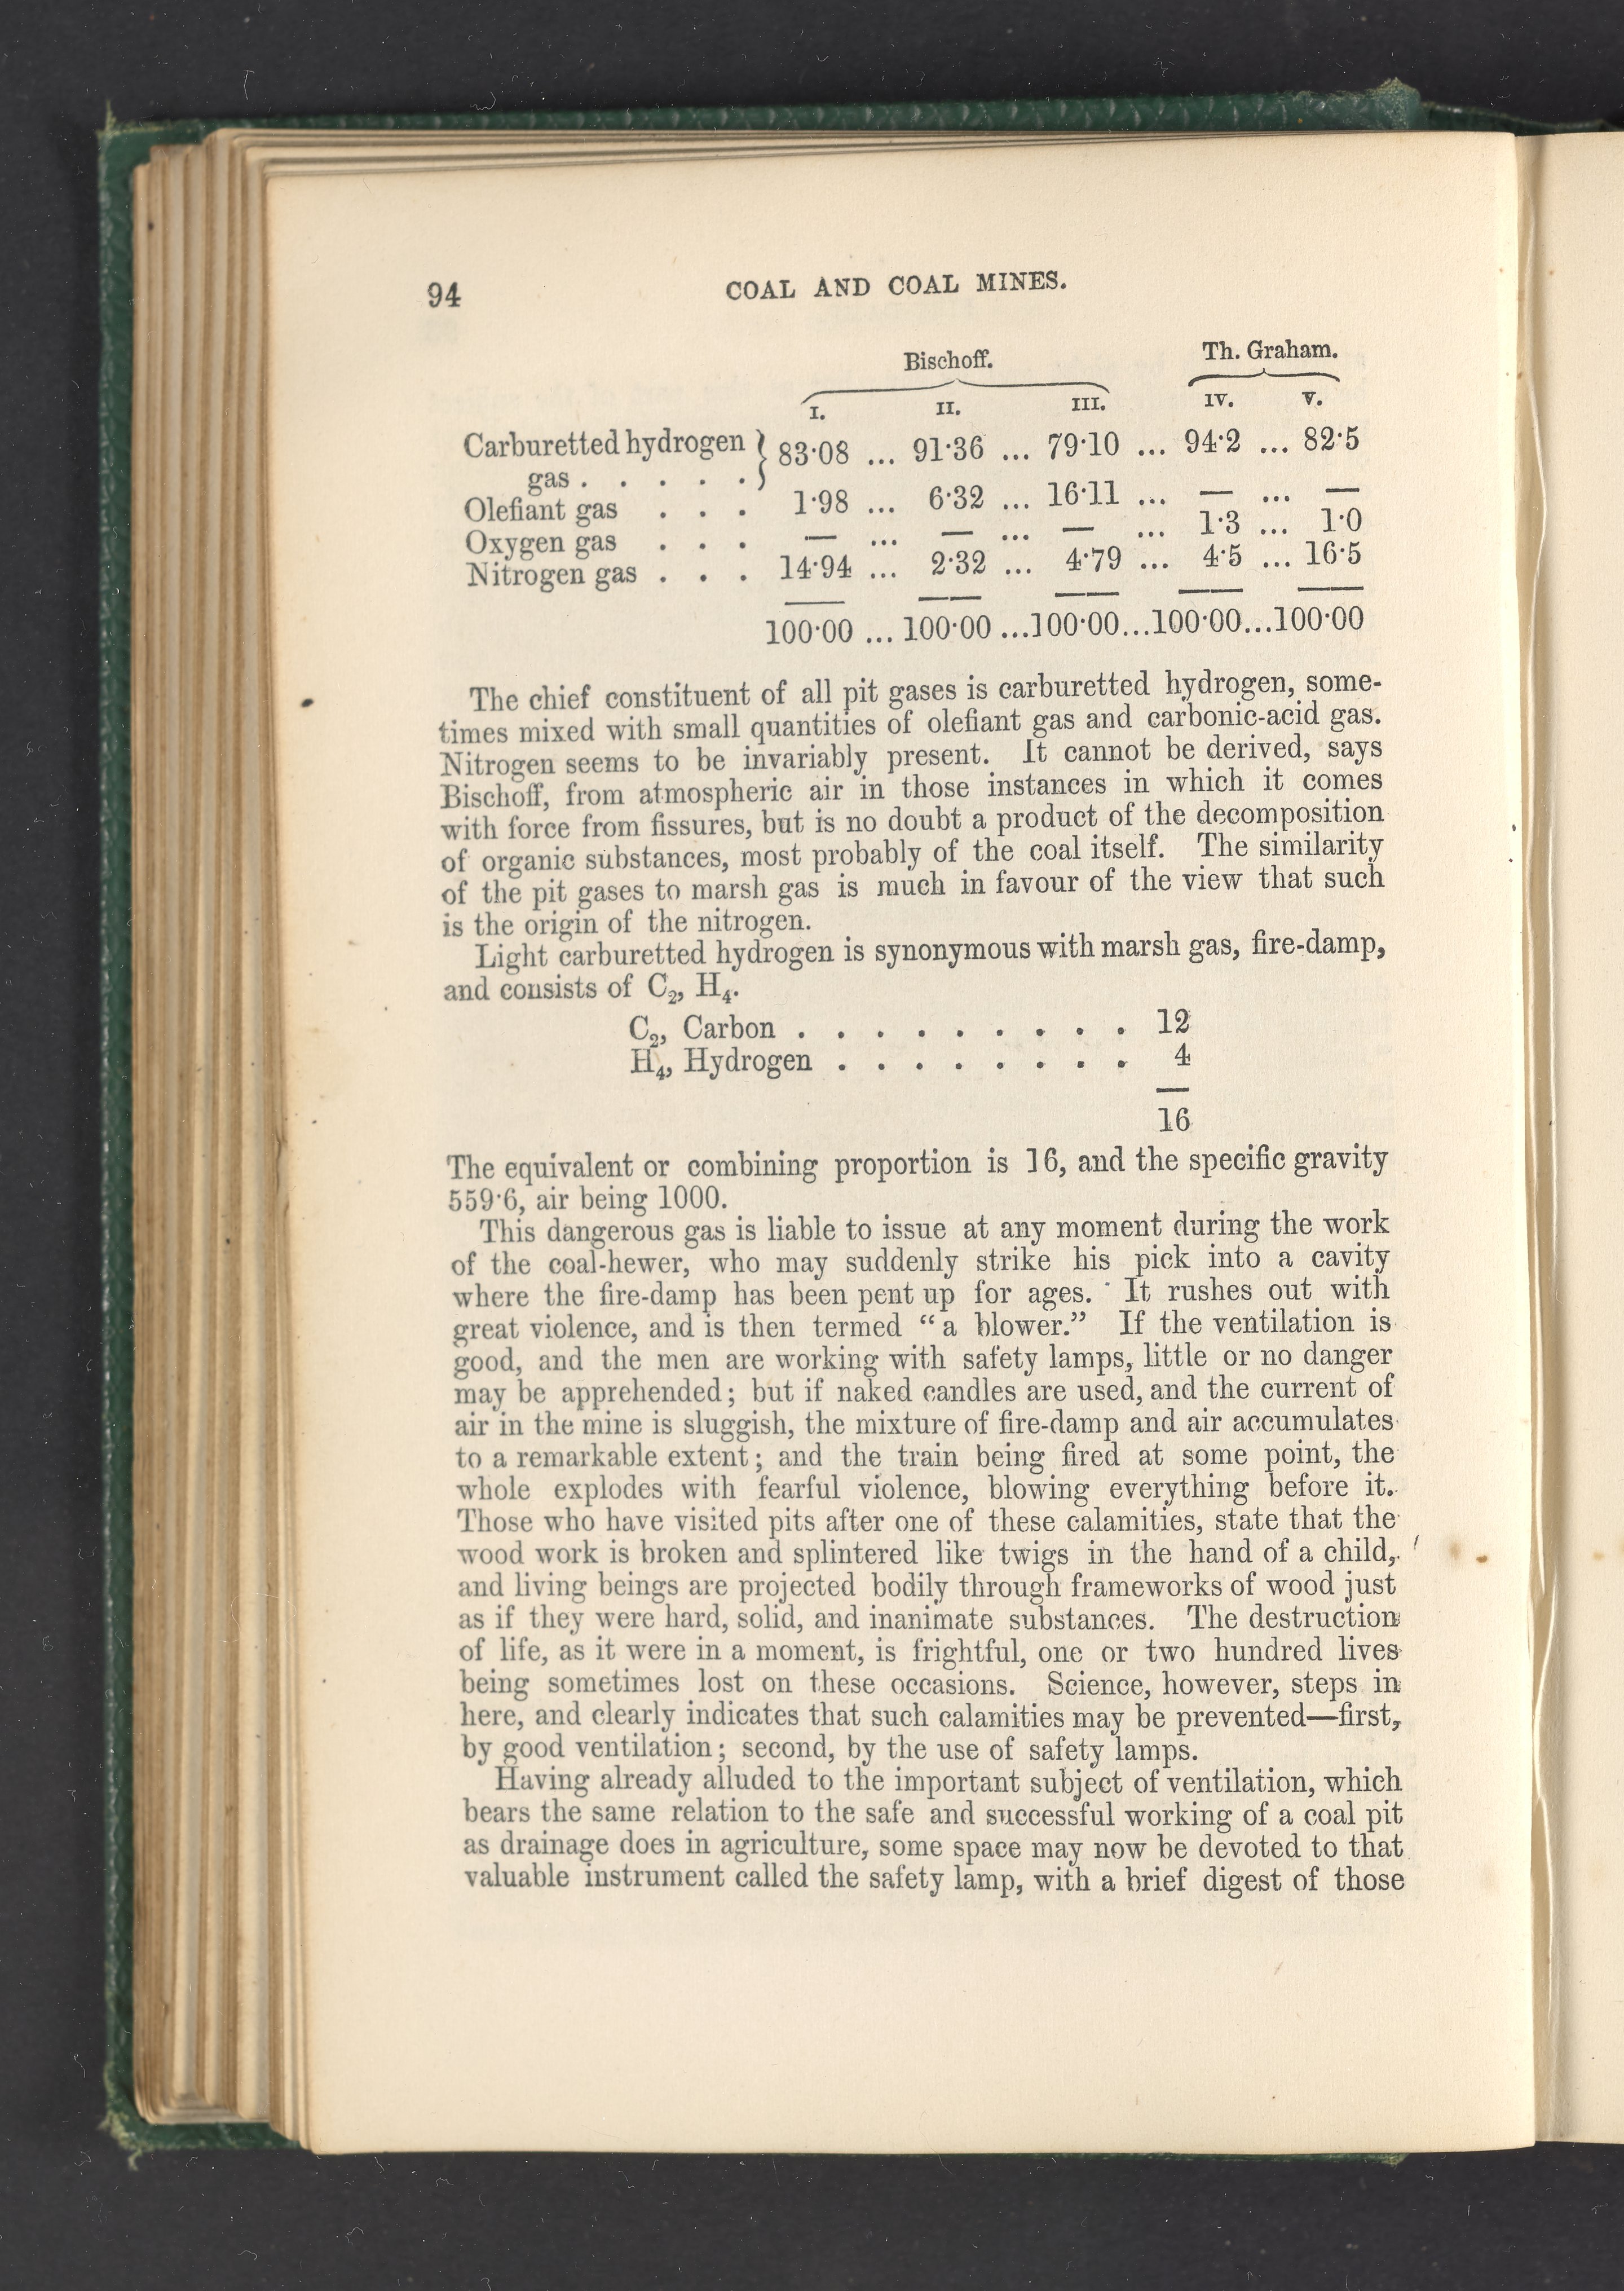 94 COAL AND COAL MINES.
Bischoff. Th. Graham.
I. II. III. IV. V.
Carburetted hydrogen } 83·08 ... 91·36 ... 79·10 ... 94·2 ... 82·5
gas . . . . .
Olefiant gas . . . 1·98 ... 6·32 ... 16·11 ... — ... —
Oxygen gas . . . — ... — ... — ... 1·3 ... 1·0
Nitrogen gas . . . 14·94 ... 2·32 ... 4·79 ... 4·5 ... 16·5
100·00 ... 100·00 ...100·00...100·00...100·00
The chief constituent of all pit gases is carburetted hydrogen, some-
times mixed with small quantities of olefiant gas and carbonic-acid gas.
Nitrogen seems to be invariably present. It cannot be derived, says
Bischoff, from atmospheric air in those instances in which it comes
with force from fissures, but is no doubt a product of the decomposition
of organic substances, most probably of the coal itself. The similarity
of the pit gases to marsh gas is much in favour of the view that such
is the origin of the nitrogen.
Light carburetted hydrogen is synonymous with marsh gas, fire-damp,
and consists of C₂, H₄.
C₂, Carbon . . . . . . . . . 12
H₄, Hydrogen . . . . . . . . 4
16
The equivalent or combining proportion is 16, and the specific gravity
559·6, air being 1000.
This dangerous gas is liable to issue at any moment during the work
of the coal-hewer, who may suddenly strike his pick into a cavity
where the fire-damp has been pent up for ages. It rushes out with
great violence, and is then termed “a blower.” If the ventilation is
good, and the men are working with safety lamps, little or no danger
may be apprehended; but if naked candles are used, and the current of
air in the mine is sluggish, the mixture of fire-damp and air accumulates
to a remarkable extent; and the train being fired at some point, the
whole explodes with fearful violence, blowing everything before it.
Those who have visited pits after one of these calamities, state that the
wood work is broken and splintered like twigs in the hand of a child,
and living beings are projected bodily through frameworks of wood just
as if they were hard, solid, and inanimate substances. The destruction
of life, as it were in a moment, is frightful, one or two hundred lives
being sometimes lost on these occasions. Science, however, steps in
here, and clearly indicates that such calamities may be prevented—first,
by good ventilation; second, by the use of safety lamps.
Having already alluded to the important subject of ventilation, which
bears the same relation to the safe and successful working of a coal pit
as drainage does in agriculture, some space may now be devoted to that
valuable instrument called the safety lamp, with a brief digest of those